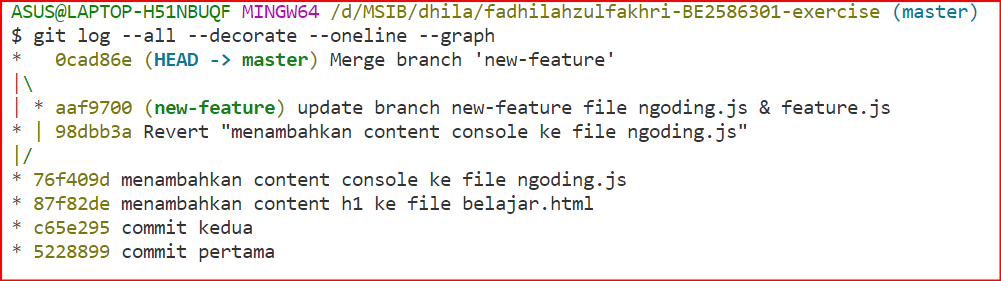 ASUS@LAPTOP-H51NBUQF MINGW64 /d/MSIB/dhila/fadhilahzulfakhri-BE2586301-exercise (master)
$ git log --all --decorate --oneline --graph
*   0cad86e (HEAD -> master) Merge branch 'new-feature'
|\
| * aaf9700 (new-feature) update branch new-feature file ngoding.js & feature.js
* | 98dbb3a Revert "menambahkan content console ke file ngoding.js"
|/
* 76f409d menambahkan content console ke file ngoding.js
* 87f82de menambahkan content h1 ke file belajar.html
* c65e295 commit kedua
* 5228899 commit pertama